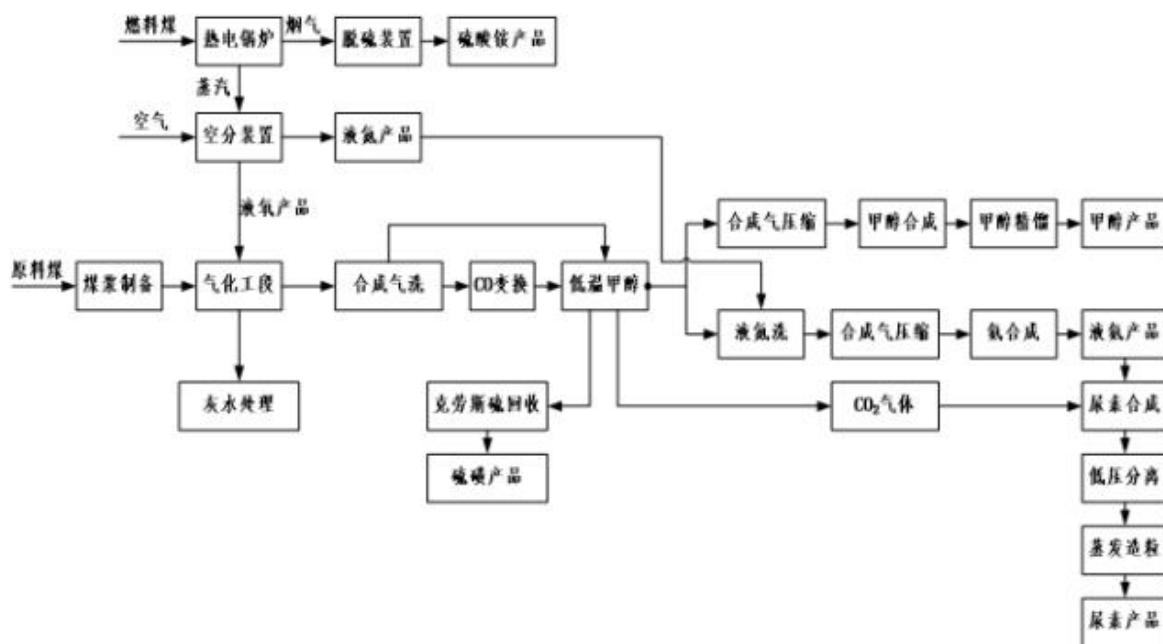 燃料煤
热电锅炉
烟气
脱硫装置
硫酸铵产品
蒸汽
空气
空分装置
液氮产品
液氧产品
合成气压缩
甲醇合成
甲醇精馏
甲醇产品
原料煤
煤浆制备
气化工段
合成气洗
CO变换
低温甲醇
液氮洗
合成气压缩
氨合成
液氨产品
灰水处理
克劳斯硫回收
CO₂气体
尿素合成
硫磺产品
低压分离
蒸发造粒
尿素产品